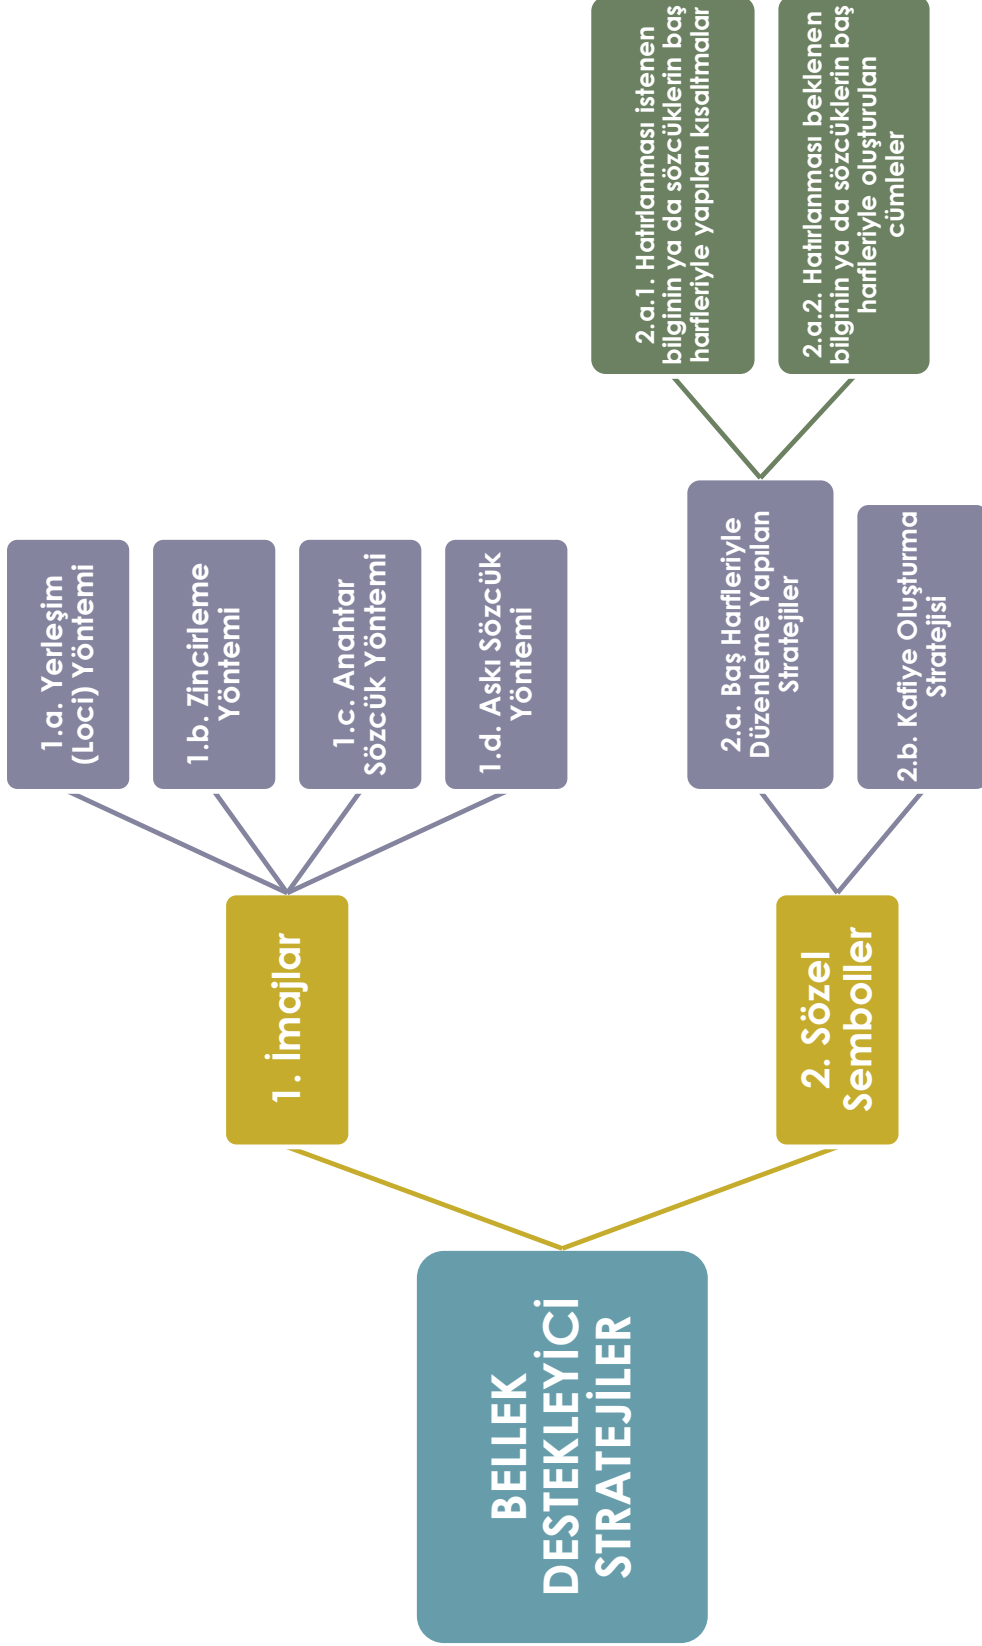 BELLEK
DESTEKLEYİCİ
STRATEJİLER
1. İmajlar
1.a. Yerleşim
(Loci) Yöntemi
1.b. Zincirleme
Yöntemi
1.c. Anahtar
Sözcük Yöntemi
1.d. Askı Sözcük
Yöntemi
2. Sözel
Semboller
2.a. Baş Harfleriyle
Düzenleme Yapılan
Stratejiler
2.a.1. Hatırlanması istenen
bilginin ya da sözcüklerin baş
harfleriyle yapılan kısaltmalar
2.a.2. Hatırlanması beklenen
bilginin ya da sözcüklerin baş
harfleriyle oluşturulan
cümleler
2.b. Kafiye Oluşturma
Stratejisi